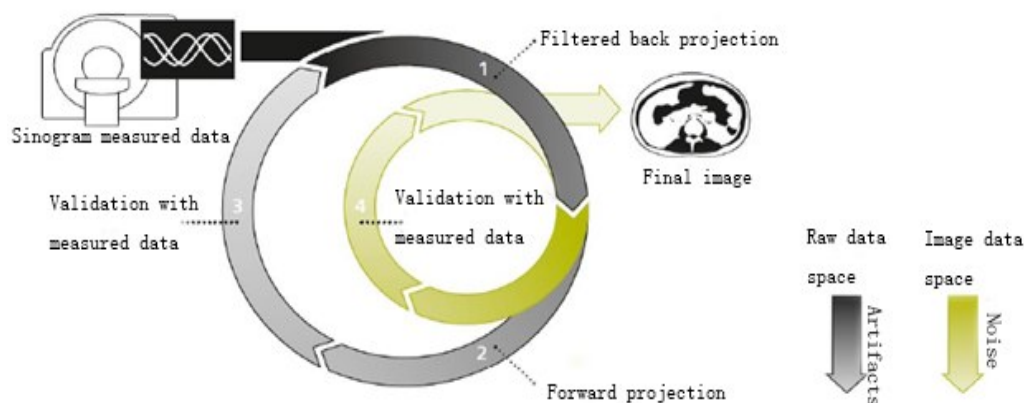 Filtered back projection
1
Sinogram measured data
Final image
Validation with
measured data
3
4
Validation with
measured data
2
Forward projection
Raw data
space
Artifacts
Image data
space
Noise